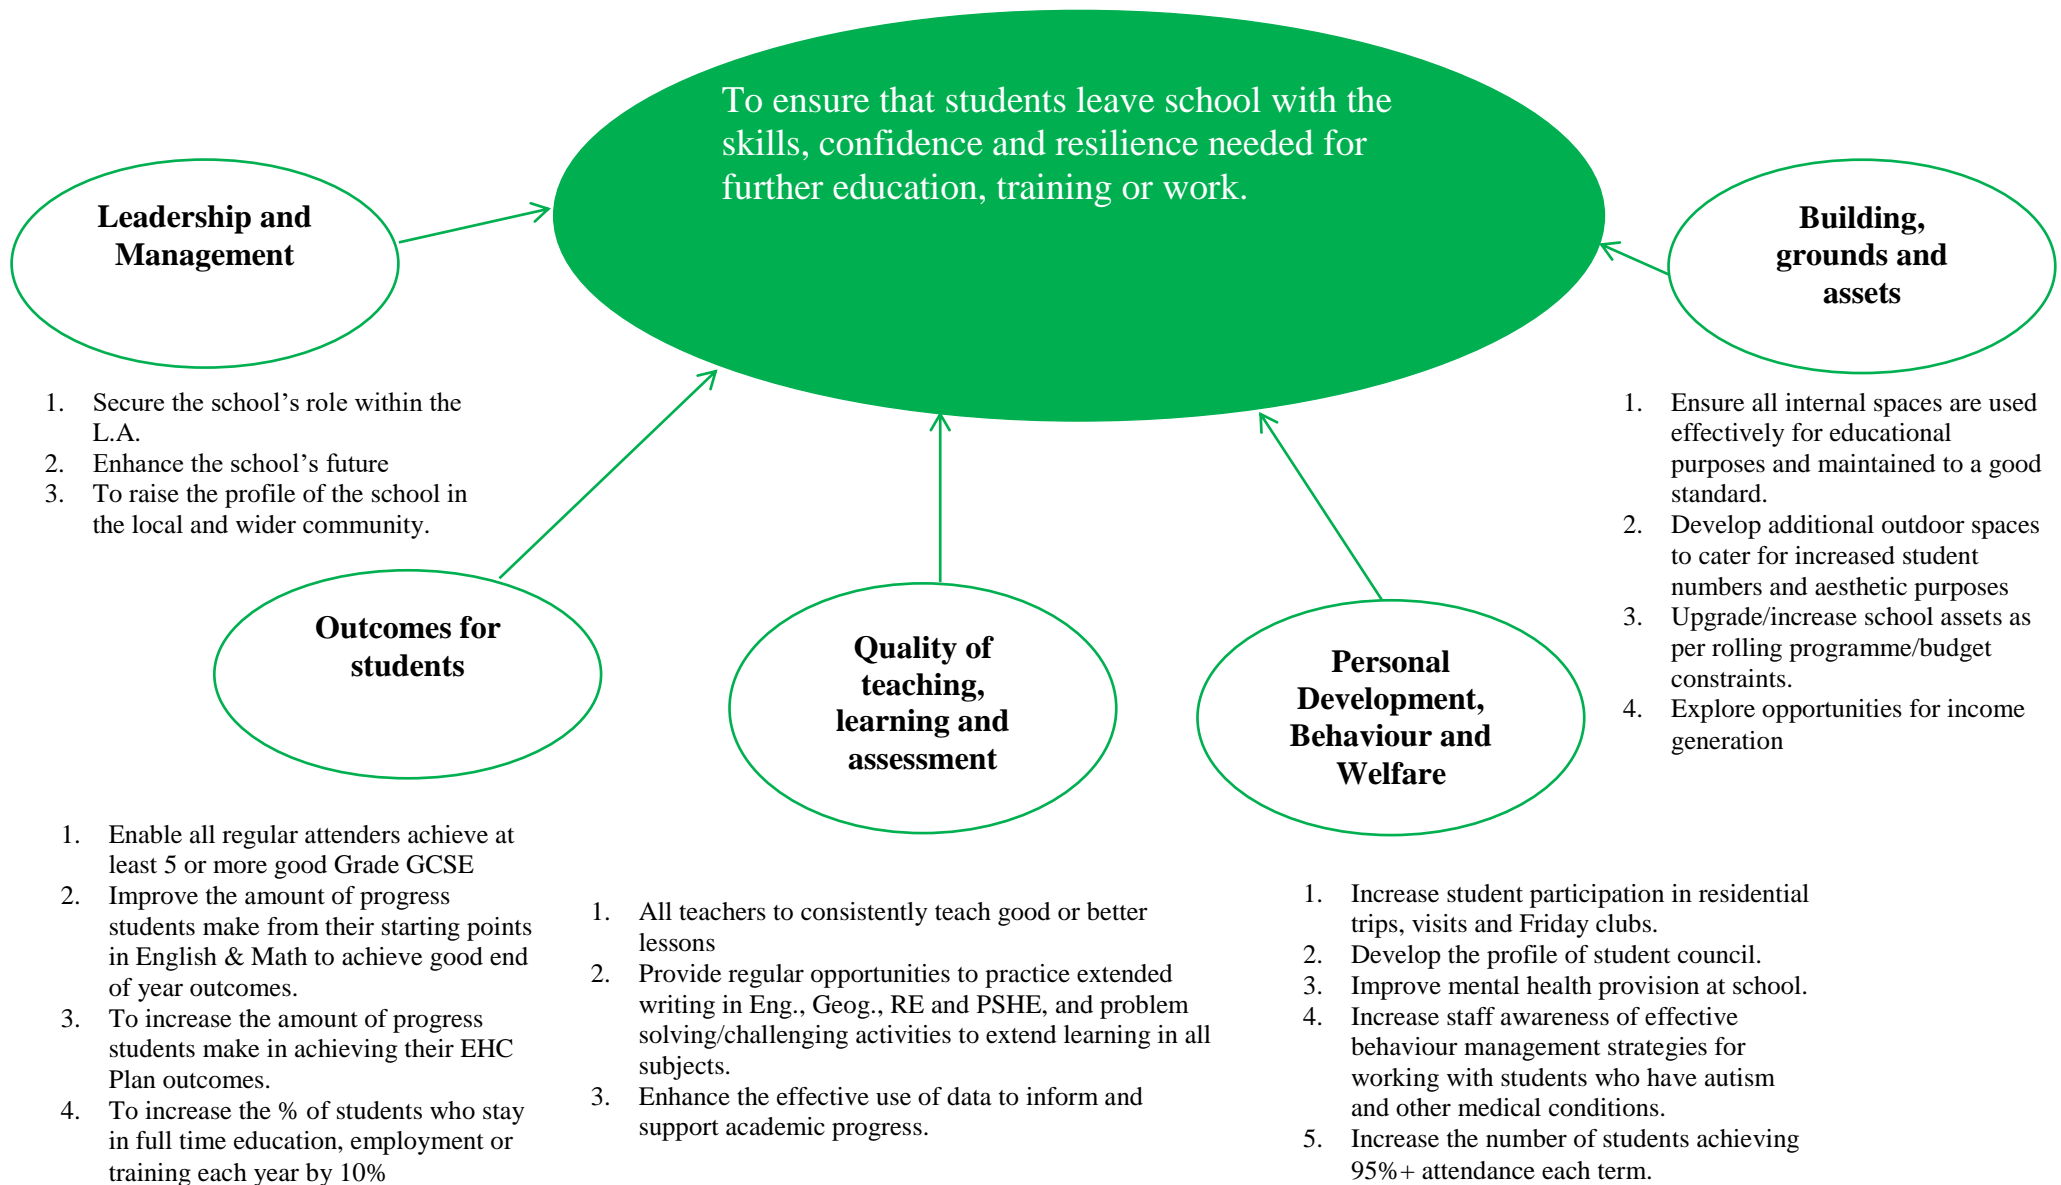 To ensure that students leave school with the
skills, confidence and resilience needed for
further education, training or work.
Leadership and
Management
1. Secure the school’s role within the
L.A.
2. Enhance the school’s future
3. To raise the profile of the school in
the local and wider community.
Outcomes for
students
1. Enable all regular attenders achieve at
least 5 or more good Grade GCSE
2. Improve the amount of progress
students make from their starting points
in English & Math to achieve good end
of year outcomes.
3. To increase the amount of progress
students make in achieving their EHC
Plan outcomes.
4. To increase the % of students who stay
in full time education, employment or
training each year by 10%
Quality of
teaching,
learning and
assessment
1. All teachers to consistently teach good or better
lessons
2. Provide regular opportunities to practice extended
writing in Eng., Geog., RE and PSHE, and problem
solving/challenging activities to extend learning in all
subjects.
3. Enhance the effective use of data to inform and
support academic progress.
Personal
Development,
Behaviour and
Welfare
1. Increase student participation in residential
trips, visits and Friday clubs.
2. Develop the profile of student council.
3. Improve mental health provision at school.
4. Increase staff awareness of effective
behaviour management strategies for
working with students who have autism
and other medical conditions.
5. Increase the number of students achieving
95%+ attendance each term.
Building,
grounds and
assets
1. Ensure all internal spaces are used
effectively for educational
purposes and maintained to a good
standard.
2. Develop additional outdoor spaces
to cater for increased student
numbers and aesthetic purposes
3. Upgrade/increase school assets as
per rolling programme/budget
constraints.
4. Explore opportunities for income
generation